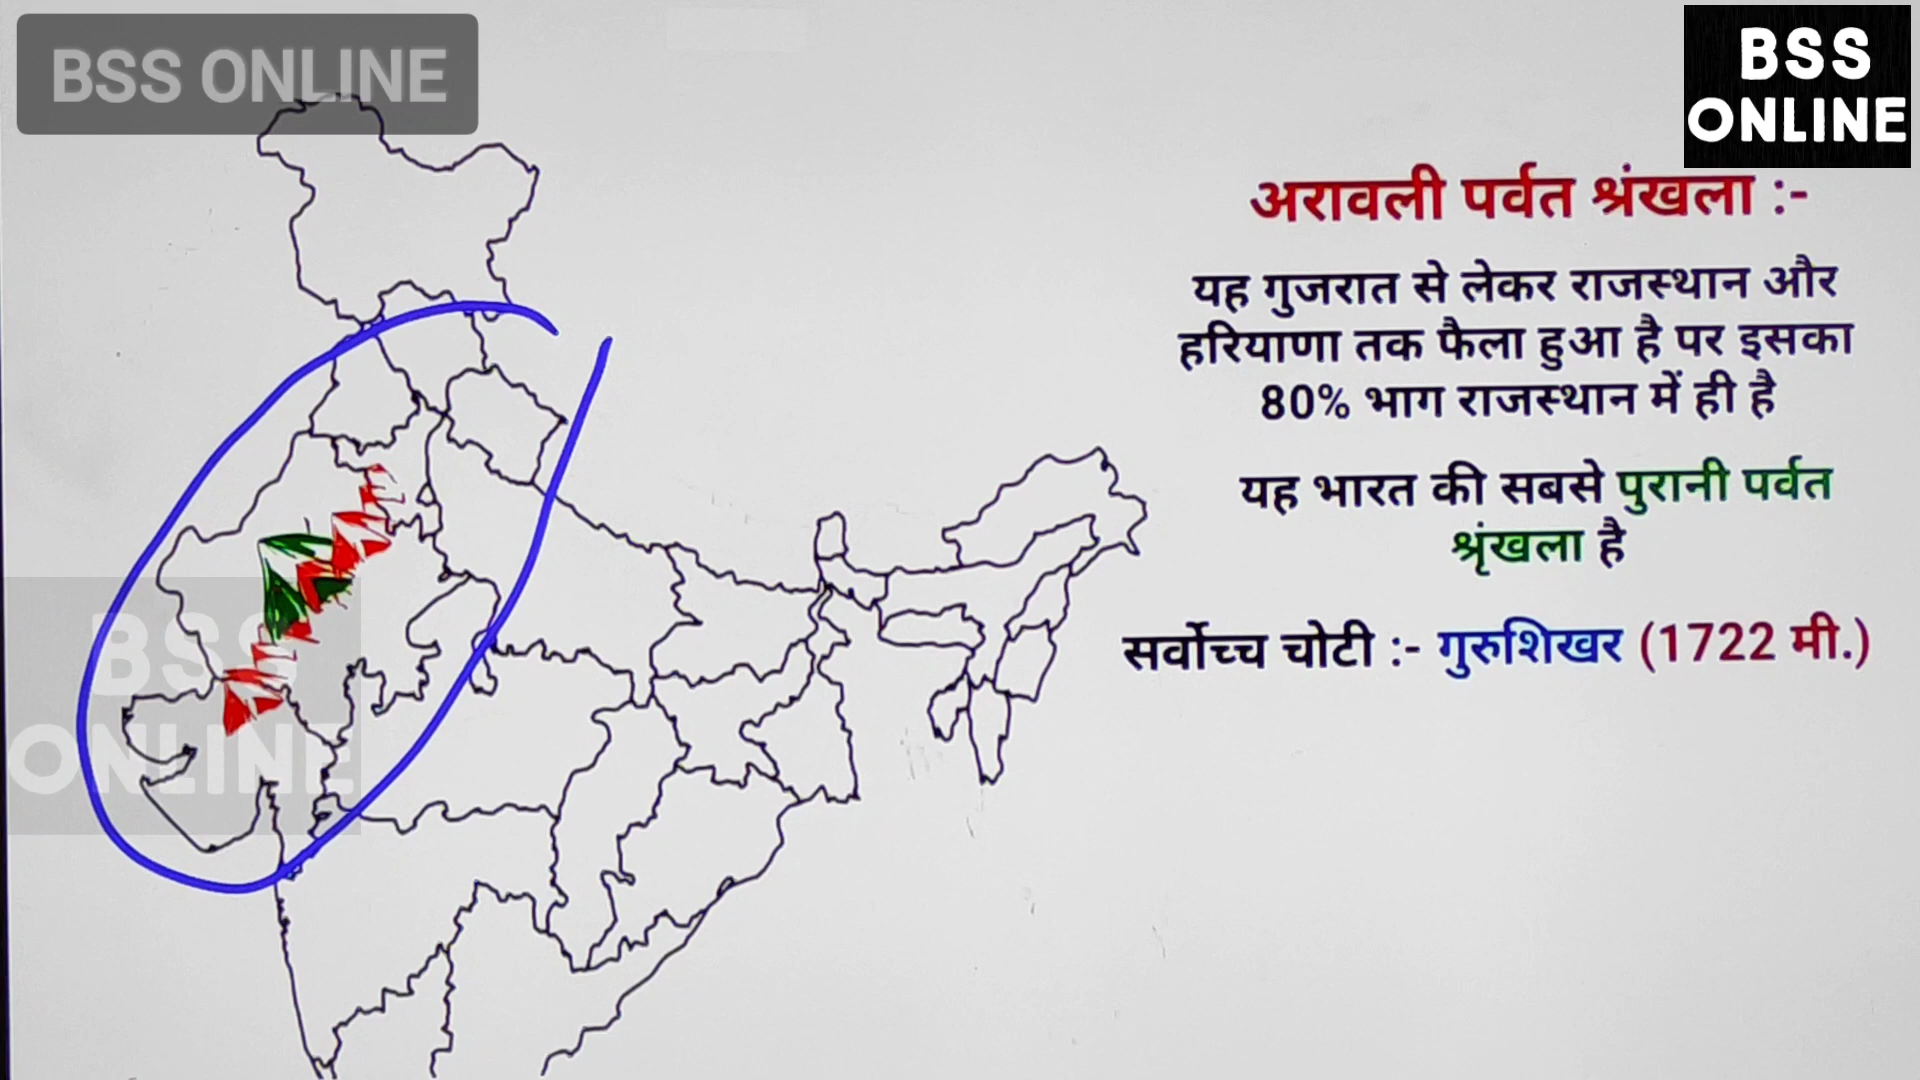 BSS ONLINE
BSS
ONLINE
अरावली पर्वत श्रंखला :-
यह गुजरात से लेकर राजस्थान और
हरियाणा तक फैला हुआ है पर इसका
80% भाग राजस्थान में ही है
यह भारत की सबसे पुरानी पर्वत
श्रृंखला है
सर्वोच्च चोटी :- गुरुशिखर (1722 मी.)
BSS
ONLINE